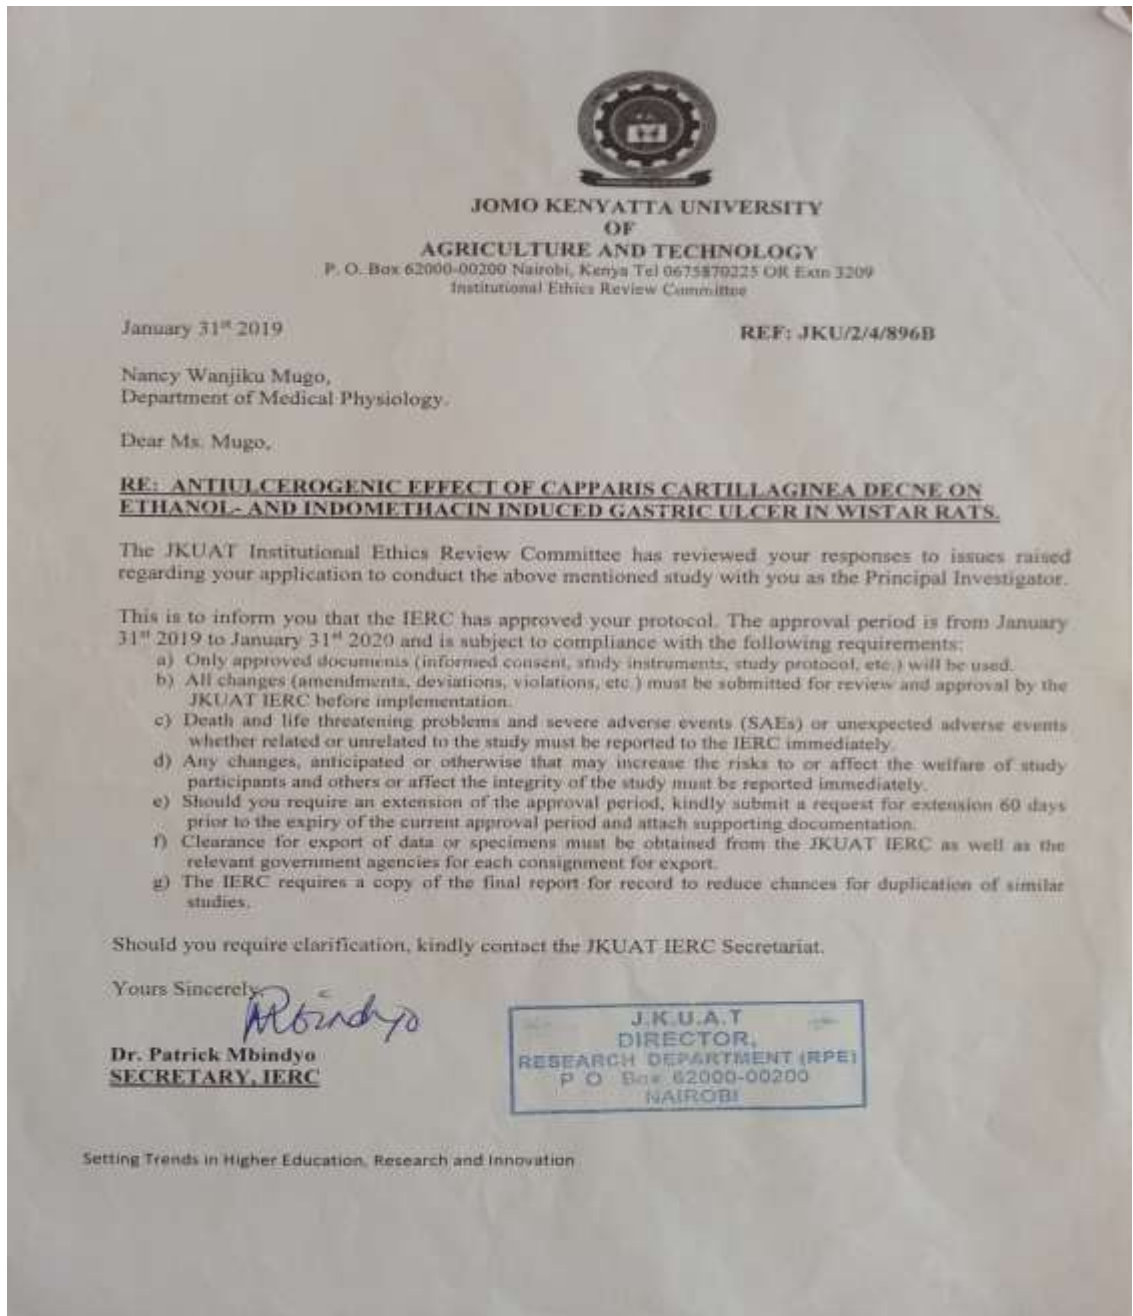 JOMO KENYATTA UNIVERSITY
OF
AGRICULTURE AND TECHNOLOGY
P. O. Box 62000-00200 Nairobi, Kenya Tel 0675870225 OR Extn 3209
Institutional Ethics Review Committee
January 31st 2019
REF: JKU/2/4/896B
Nancy Wanjiku Mugo,
Department of Medical Physiology.
Dear Ms. Mugo,
RE: ANTIULCEROGENIC EFFECT OF CAPPARIS CARTILLAGINEA DECNE ON
ETHANOL- AND INDOMETHACIN INDUCED GASTRIC ULCER IN WISTAR RATS.
The JKUAT Institutional Ethics Review Committee has reviewed your responses to issues raised
regarding your application to conduct the above mentioned study with you as the Principal Investigator.
This is to inform you that the IERC has approved your protocol. The approval period is from January
31st 2019 to January 31st 2020 and is subject to compliance with the following requirements:
a) Only approved documents (informed consent, study instruments, study protocol, etc.) will be used.
b) All changes (amendments, deviations, violations, etc.) must be submitted for review and approval by the
JKUAT IERC before implementation.
c) Death and life threatening problems and severe adverse events (SAEs) or unexpected adverse events
whether related or unrelated to the study must be reported to the IERC immediately.
d) Any changes, anticipated or otherwise that may increase the risks to or affect the welfare of study
participants and others or affect the integrity of the study must be reported immediately.
e) Should you require an extension of the approval period, kindly submit a request for extension 60 days
prior to the expiry of the current approval period and attach supporting documentation.
f) Clearance for export of data or specimens must be obtained from the JKUAT IERC as well as the
relevant government agencies for each consignment for export.
g) The IERC requires a copy of the final report for record to reduce chances for duplication of similar
studies.
Should you require clarification, kindly contact the JKUAT IERC Secretariat.
Yours Sincerely,
Dr. Patrick Mbindyo
SECRETARY, IERC
J.K.U.A.T
DIRECTOR,
RESEARCH DEPARTMENT (RPE)
P O Box 62000-00200
NAIROBI
Setting Trends in Higher Education, Research and Innovation